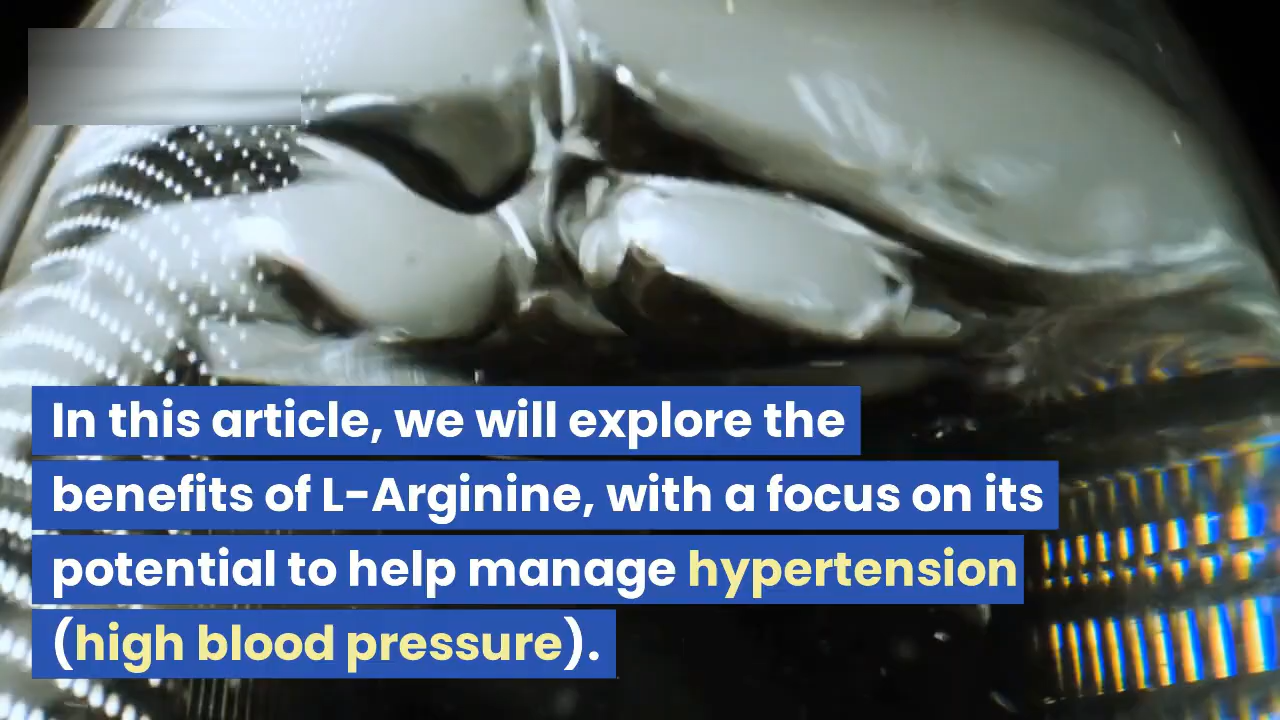 In this article, we will explore the
benefits of L-Arginine, with a focus on its
potential to help manage hypertension
(high blood pressure).